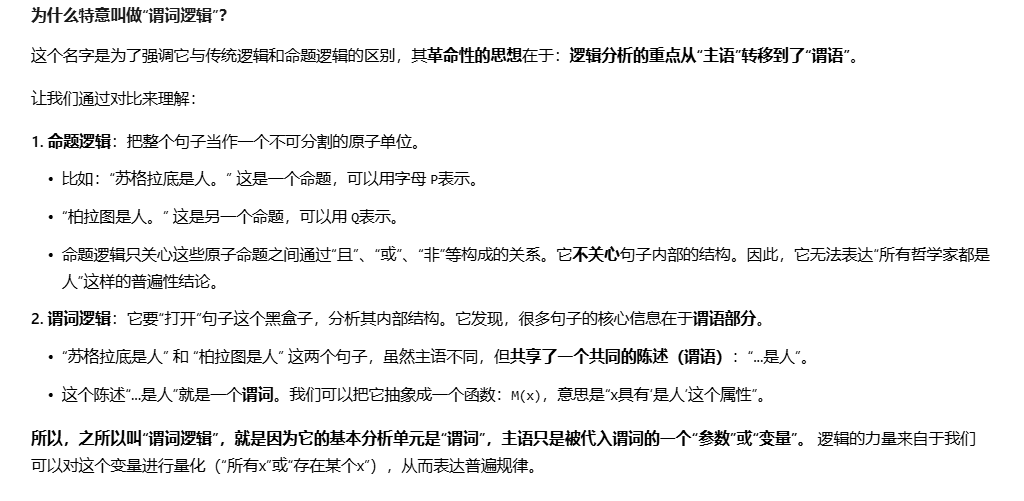 为什么特意叫做“谓词逻辑”？
这个名字是为了强调它与传统逻辑和命题逻辑的区别，其革命性的思想在于：逻辑分析的重点从“主语”转移到了“谓语”。
让我们通过对比来理解：
1. 命题逻辑：把整个句子当作一个不可分割的原子单位。
• 比如：“苏格拉底是人。” 这是一个命题，可以用字母 P表示。
• “柏拉图是人。” 这是另一个命题，可以用 Q表示。
• 命题逻辑只关心这些原子命题之间通过“且”、“或”、“非”等构成的关系。它不关心句子内部的结构。因此，它无法表达“所有哲学家都是
人”这样的普遍性结论。
2. 谓词逻辑：它要“打开”句子这个黑盒子，分析其内部结构。它发现，很多句子的核心信息在于谓语部分。
• “苏格拉底是人” 和 “柏拉图是人” 这两个句子，虽然主语不同，但共享了一个共同的陈述（谓语）：“...是人”。
• 这个陈述“...是人”就是一个谓词。我们可以把它抽象成一个函数：M(x)，意思是“x具有‘是人’这个属性”。
所以，之所以叫“谓词逻辑”，就是因为它的基本分析单元是“谓词”，主语只是被代入谓词的一个“参数”或“变量”。 逻辑的力量来自于我们
可以对这个变量进行量化（“所有x”或“存在某个x”），从而表达普遍规律。